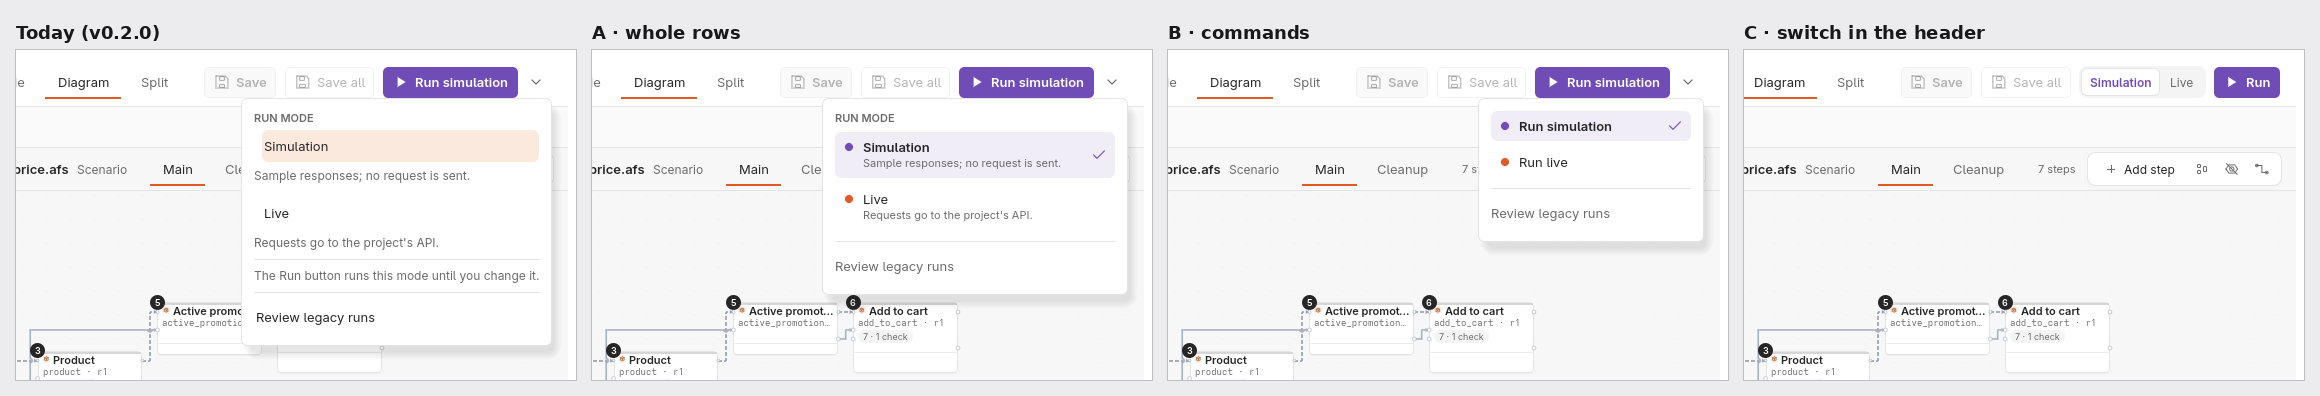 Today (v0.2.0)
Diagram
Split
Save
Save all
Run simulation
RUN MODE
Simulation
Sample responses; no request is sent.
Live
Requests go to the project's API.
The Run button runs this mode until you change it.
Review legacy runs
Scenario
Main
5
Active promo
active_promotio
3
Product
product · r1
A · whole rows
Diagram
Split
Save
Save all
Run simulation
RUN MODE
Simulation
Sample responses; no request is sent.
Live
Requests go to the project's API.
Review legacy runs
Scenario
Main
Cle
5
Active promot...
active_promotion…
6
Add to cart
add_to_cart · r1
7 · 1 check
3
Product
product · r1
B · commands
Diagram
Split
Save
Save all
Run simulation
Run simulation
Run live
Review legacy runs
Scenario
Main
Cleanup
5
Active promot...
active_promotion…
6
Add to cart
add_to_cart · r1
7 · 1 check
3
Product
product · r1
C · switch in the header
Diagram
Split
Save
Save all
Simulation
Live
Run
price.afs
Scenario
Main
Cleanup
7 steps
+ Add step
5
Active promot...
active_promotion…
6
Add to cart
add_to_cart · r1
7 · 1 check
3
Product
product · r1